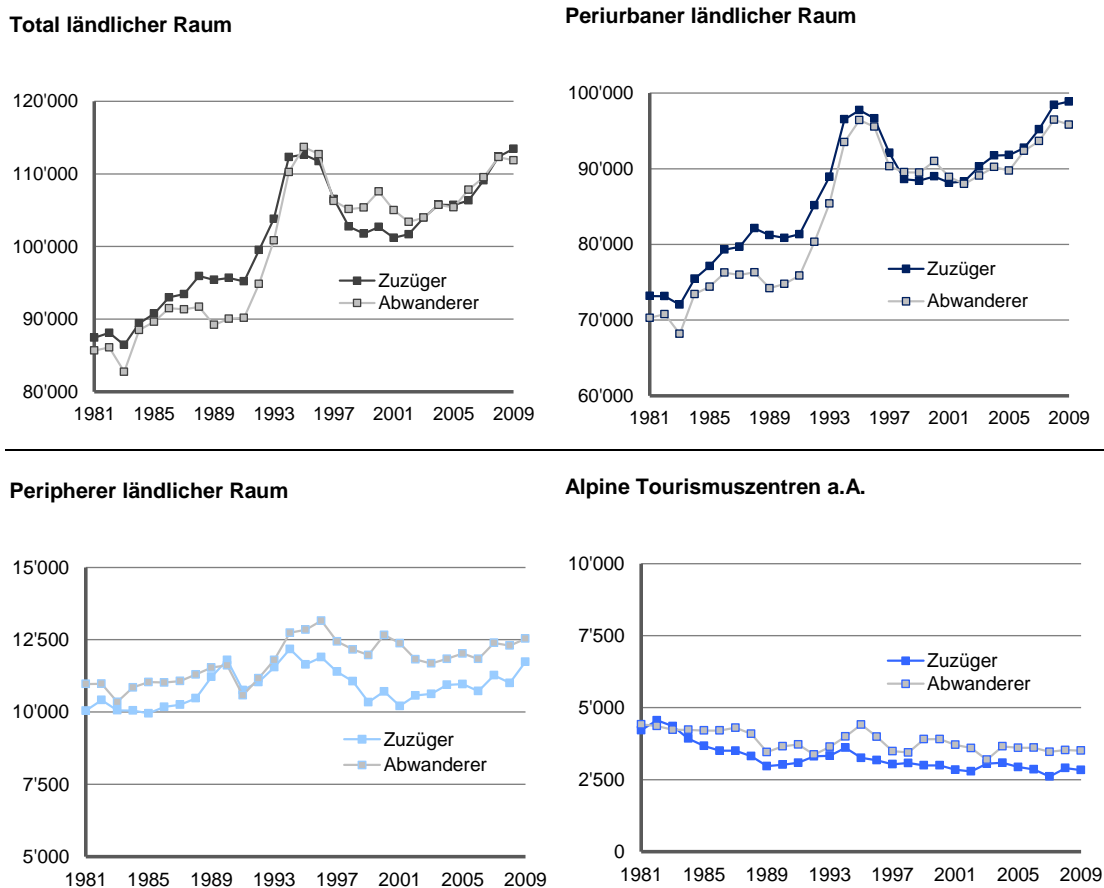 Total ländlicher Raum
120'000
110'000
100'000
90'000
80'000
Zuzüger
Abwanderer
1981 1985 1989 1993 1997 2001 2005 2009
Periurbaner ländlicher Raum
100'000
90'000
80'000
70'000
60'000
Zuzüger
Abwanderer
1981 1985 1989 1993 1997 2001 2005 2009
Peripherer ländlicher Raum
15'000
12'500
10'000
7'500
5'000
Zuzüger
Abwanderer
1981 1985 1989 1993 1997 2001 2005 2009
Alpine Tourismuszentren a.A.
10'000
7'500
5'000
2'500
0
Zuzüger
Abwanderer
1981 1985 1989 1993 1997 2001 2005 2009